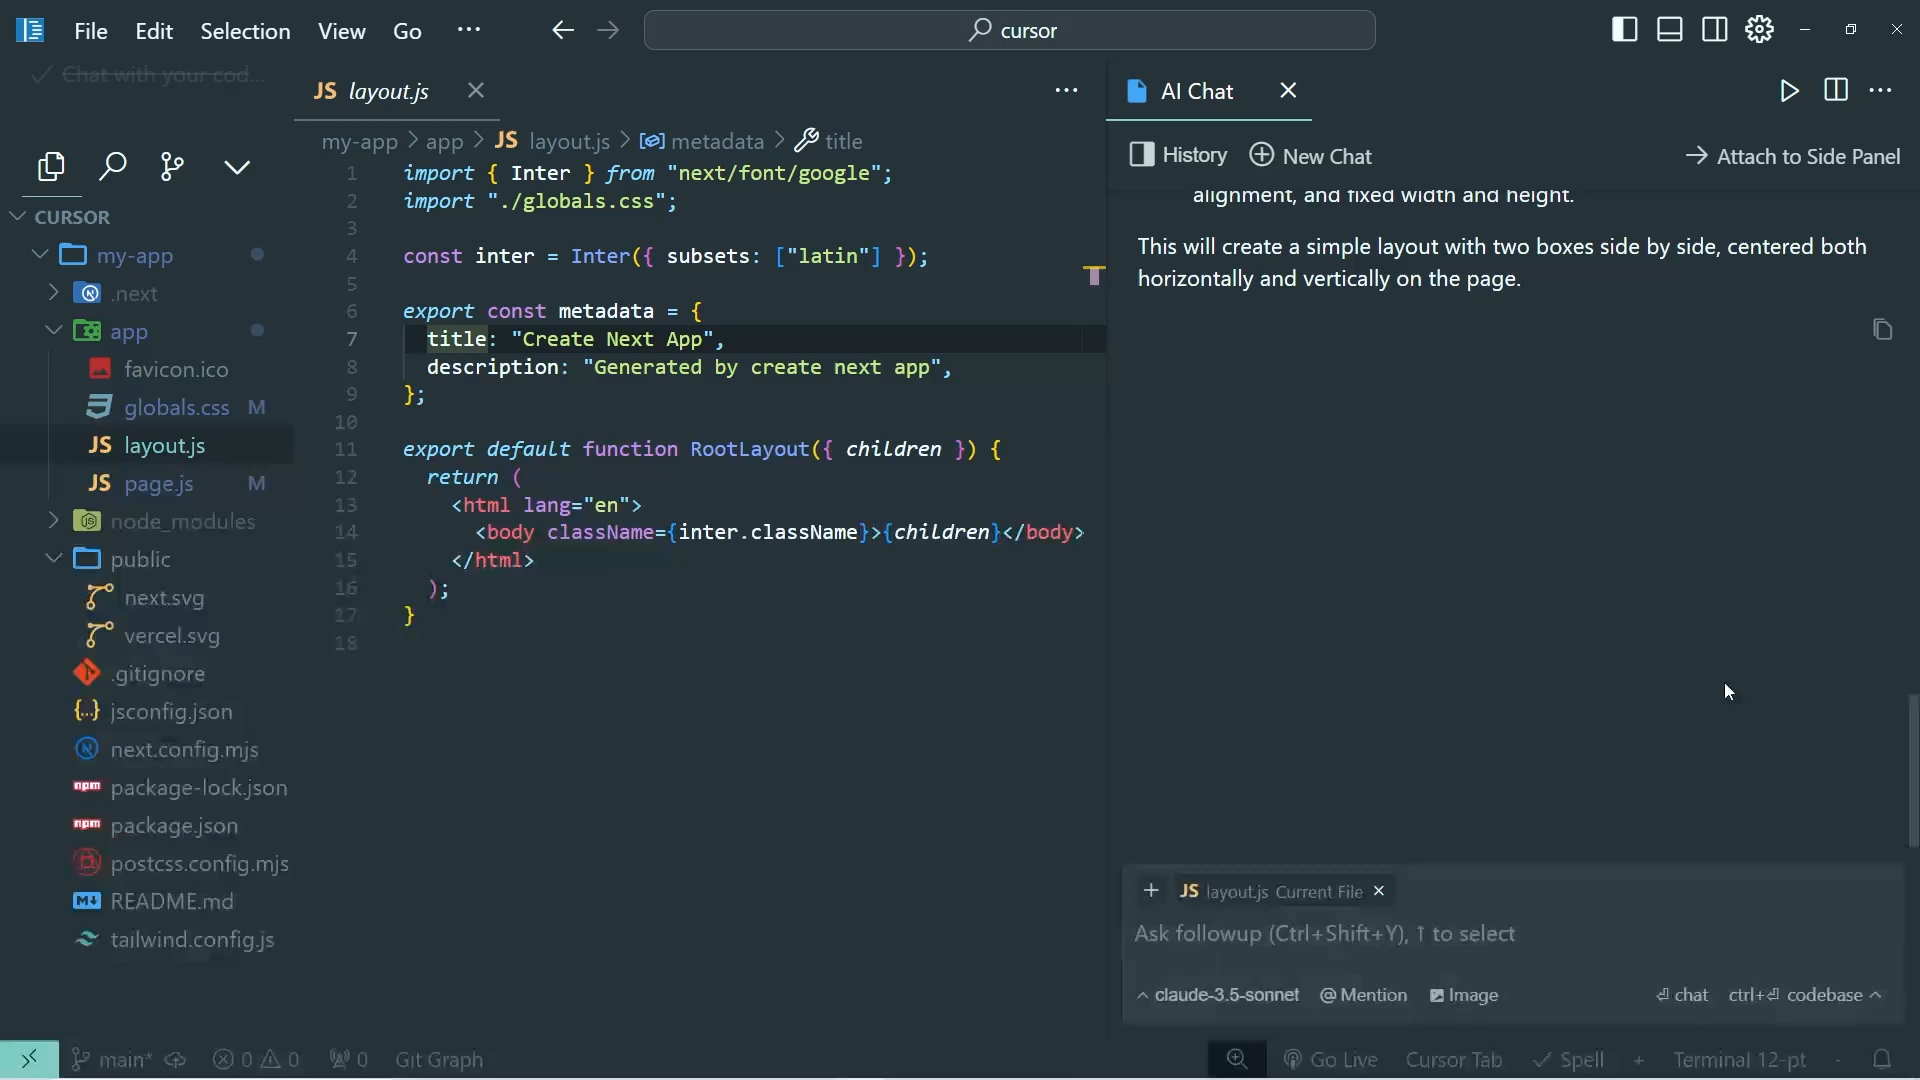 File Edit Selection View Go ··· cursor
Chat with your cod...
JS layout.js
AI Chat
my-app > app > JS layout.js > metadata > title
History New Chat Attach to Side Panel
CURSOR
my-app
.next
app
favicon.ico
globals.css M
JS layout.js
JS page.js M
node_modules
public
next.svg
vercel.svg
.gitignore
{..} jsconfig.json
next.config.mjs
npm package-lock.json
npm package.json
postcss.config.mjs
M↓ README.md
tailwind.config.js
1 import { Inter } from "next/font/google";
2 import "./globals.css";
3
4 const inter = Inter({ subsets: ["latin"] });
5
6 export const metadata = {
7 title: "Create Next App",
8 description: "Generated by create next app",
9 };
10
11 export default function RootLayout({ children }) {
12 return (
13 <html lang="en">
14 <body className={inter.className}>{children}</body>
15 </html>
16 );
17 }
18
alignment, and fixed width and height.
This will create a simple layout with two boxes side by side, centered both
horizontally and vertically on the page.
+ JS layout.js Current File ×
Ask followup (Ctrl+Shift+Y), ↑ to select
^ claude-3.5-sonnet @ Mention Image ⏎ chat ctrl+⏎ codebase ^
main* 0 0 0 Git Graph Go Live Cursor Tab ✓ Spell + Terminal 12-pt -